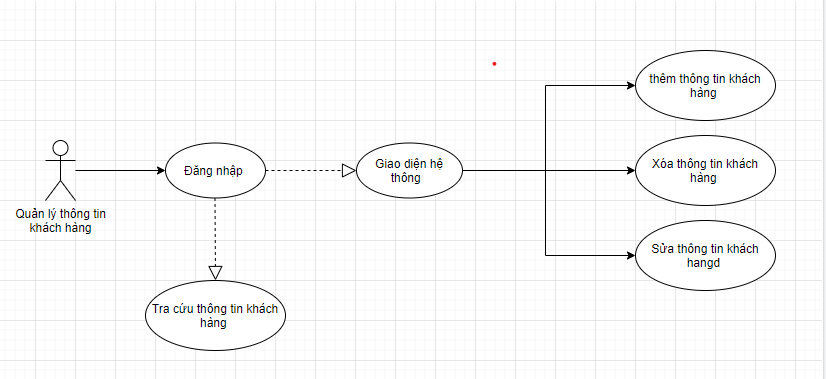 thêm thông tin khách
hàng
Đăng nhập
Giao diện hệ
thông
Xóa thông tin khách
hàng
Quản lý thông tin
khách hàng
Sửa thông tin khách
hangd
Tra cứu thông tin khách
hàng